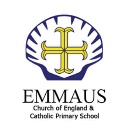 EMMAUS
Church of England &
Catholic Primary School